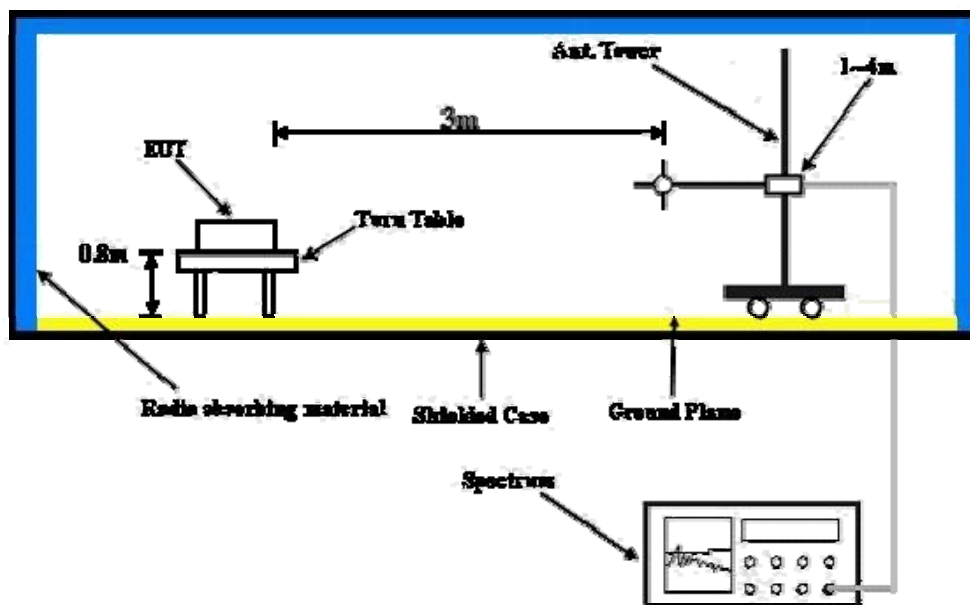 Ant. Tower
1~4m
3m
EUT
Turn Table
0.8m
Radio absorbing material
Shielded Case
Ground Plane
Spectrum